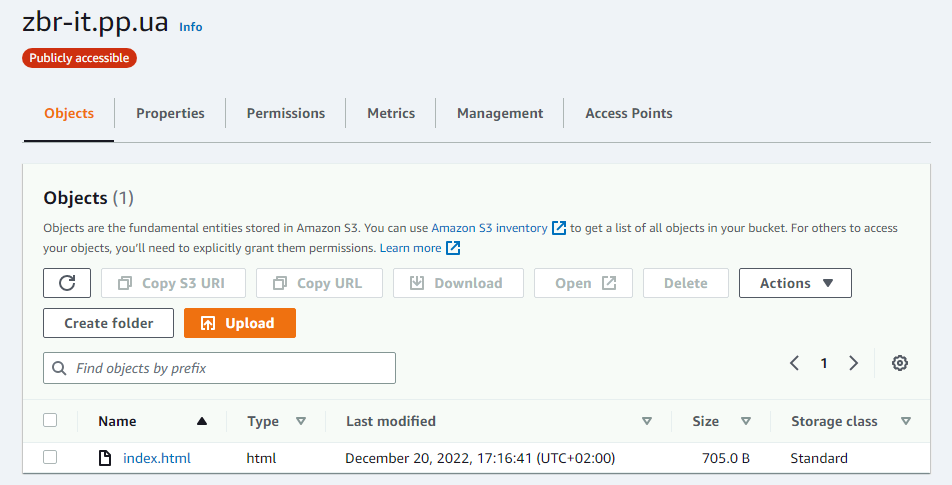 zbr-it.pp.ua Info
Publicly accessible
Objects Properties Permissions Metrics Management Access Points
Objects (1)
Objects are the fundamental entities stored in Amazon S3. You can use Amazon S3 inventory to get a list of all objects in your bucket. For others to access
your objects, you'll need to explicitly grant them permissions. Learn more
Copy S3 URI Copy URL Download Open Delete Actions
Create folder Upload
Find objects by prefix 1
Name Type Last modified Size Storage class
index.html html December 20, 2022, 17:16:41 (UTC+02:00) 705.0 B Standard